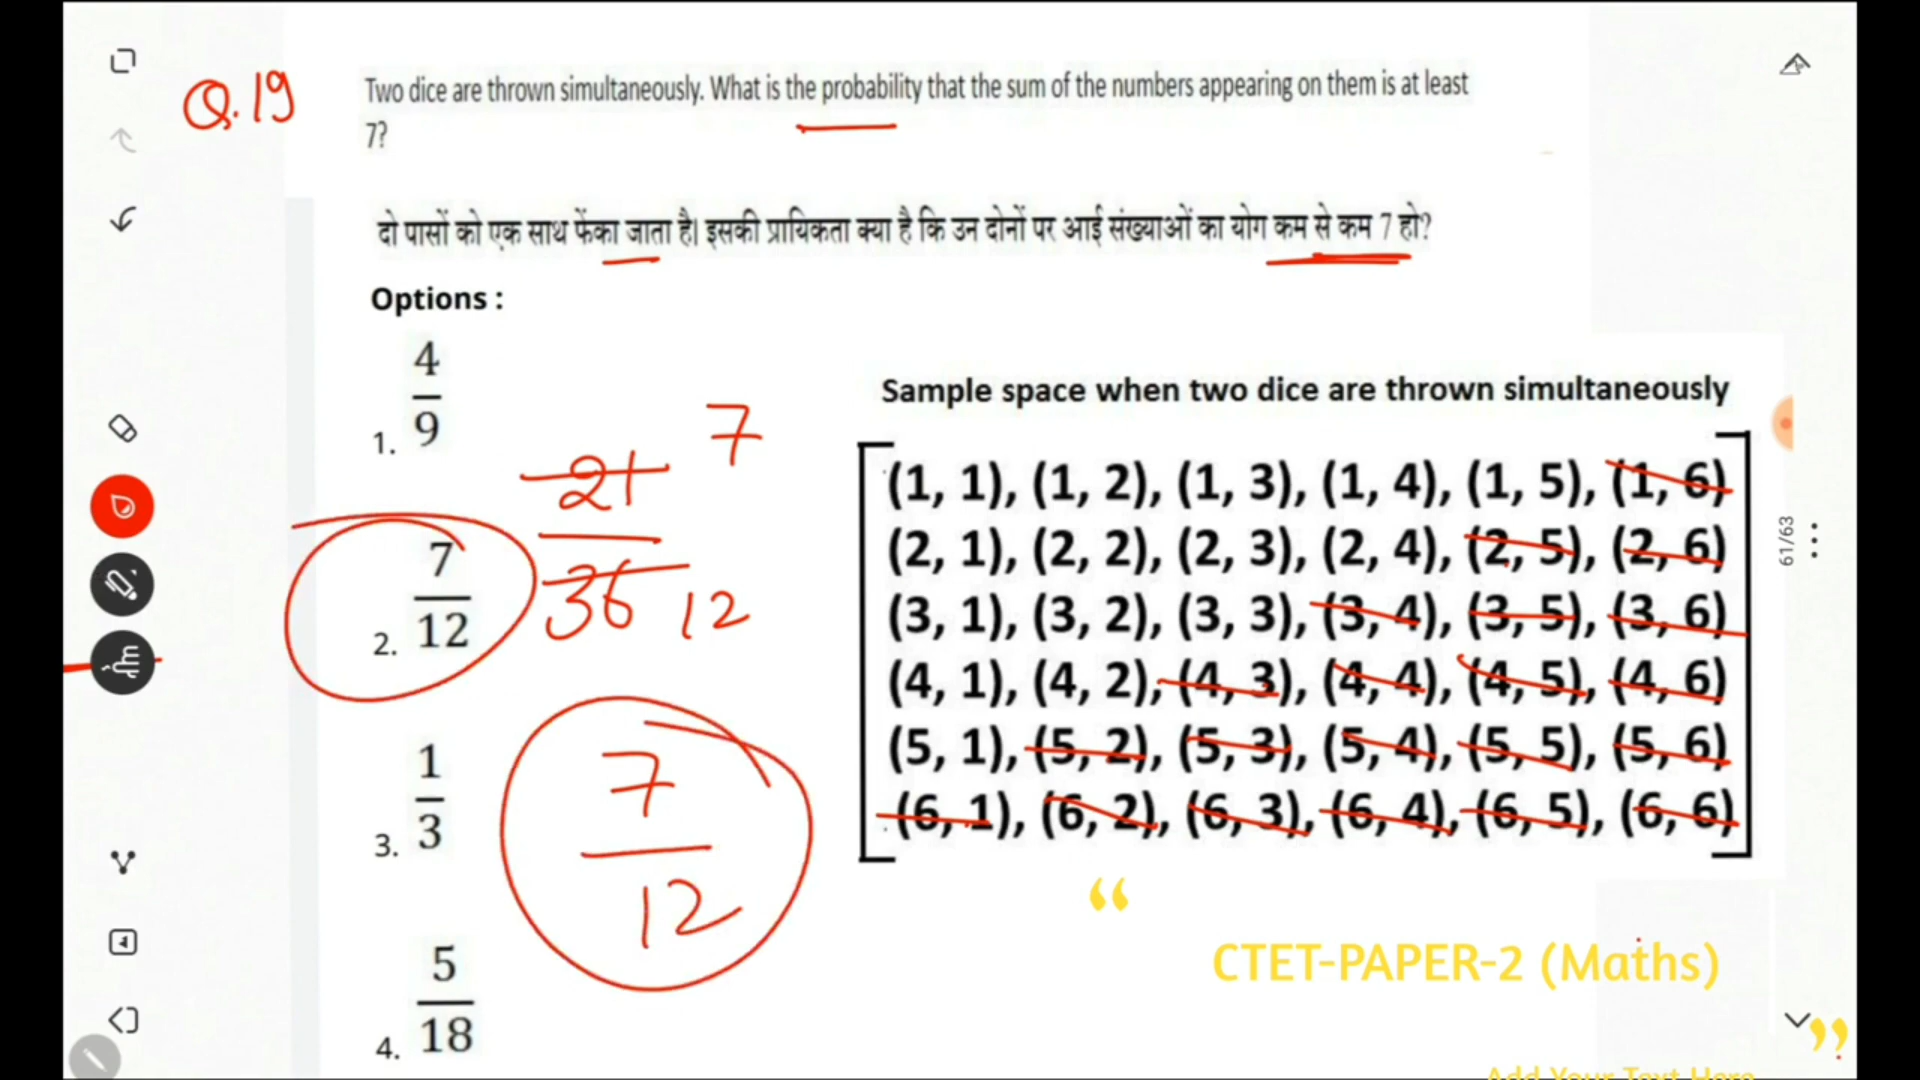 Q.19
Two dice are thrown simultaneously. What is the probability that the sum of the numbers appearing on them is at least
7?
दो पासों को एक साथ फेंका जाता है। इसकी प्रायिकता क्या है कि उन दोनों पर आई संख्याओं का योग कम से कम 7 हो?
Options :
1. 4/9
2. 7/12
3. 1/3
4. 5/18
21 7
36 12
7
12
Sample space when two dice are thrown simultaneously
(1, 1), (1, 2), (1, 3), (1, 4), (1, 5), (1, 6)
(2, 1), (2, 2), (2, 3), (2, 4), (2, 5), (2, 6)
(3, 1), (3, 2), (3, 3), (3, 4), (3, 5), (3, 6)
(4, 1), (4, 2), (4, 3), (4, 4), (4, 5), (4, 6)
(5, 1), (5, 2), (5, 3), (5, 4), (5, 5), (5, 6)
(6, 1), (6, 2), (6, 3), (6, 4), (6, 5), (6, 6)
61/63
“
CTET-PAPER-2 (Maths)
”
Add Your Text Here